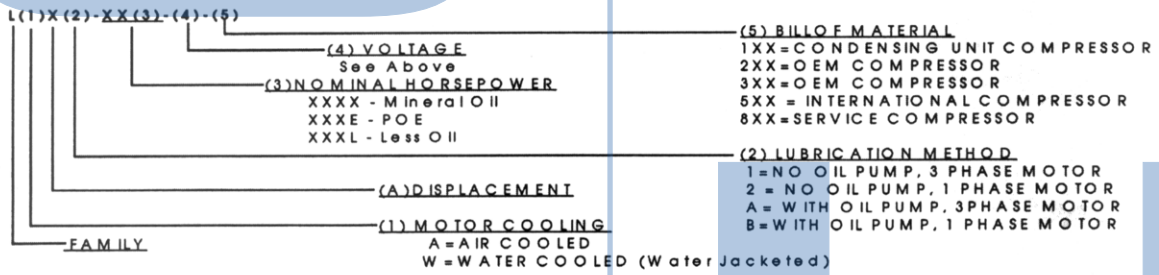 L(1)X(2)-XX(3)-(4)-(5)
(5) BILL OF MATERIAL
1XX=CONDENSING UNIT COMPRESSOR
2XX=OEM COMPRESSOR
3XX=OEM COMPRESSOR
5XX = INTERNATIONAL COMPRESSOR
8XX=SERVICE COMPRESSOR
(4) VOLTAGE
See Above
(3)NOMINAL HORSEPOWER
XXXX - Mineral Oil
XXXE - POE
XXXL - Less Oil
(2) LUBRICATION METHOD
1=NO OIL PUMP, 3 PHASE MOTOR
2 = NO OIL PUMP, 1 PHASE MOTOR
A = WITH OIL PUMP, 3PHASE MOTOR
B=WITH OIL PUMP, 1 PHASE MOTOR
(A)DISPLACEMENT
(1) MOTOR COOLING
A=AIR COOLED
W=WATER COOLED (Water Jacketed)
FAMILY